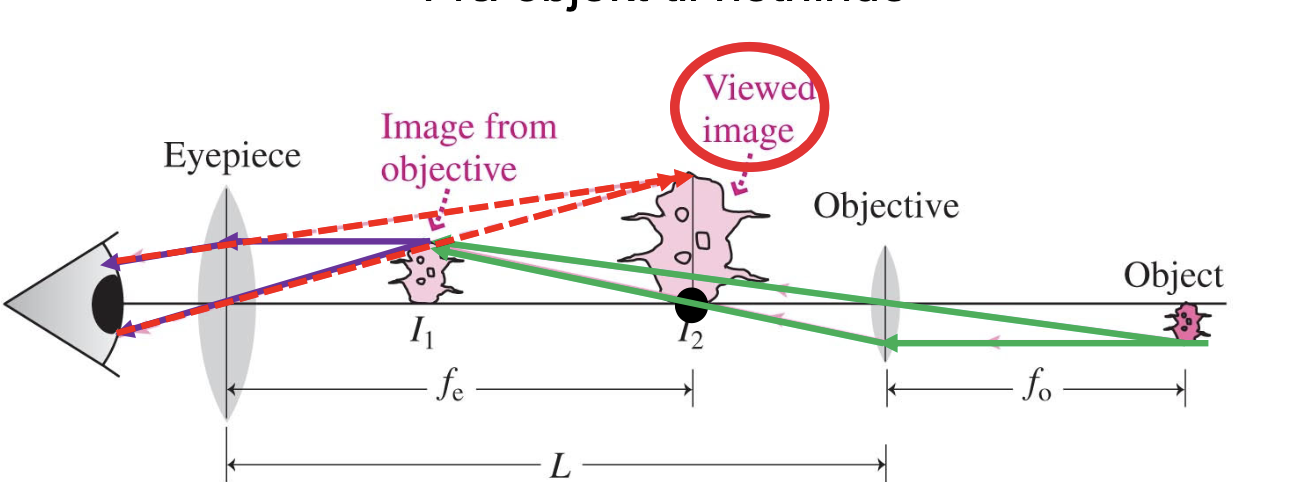 Viewed
image
Image from
objective
Eyepiece
Objective
Object
I₁
I₂
fₑ
fₒ
L